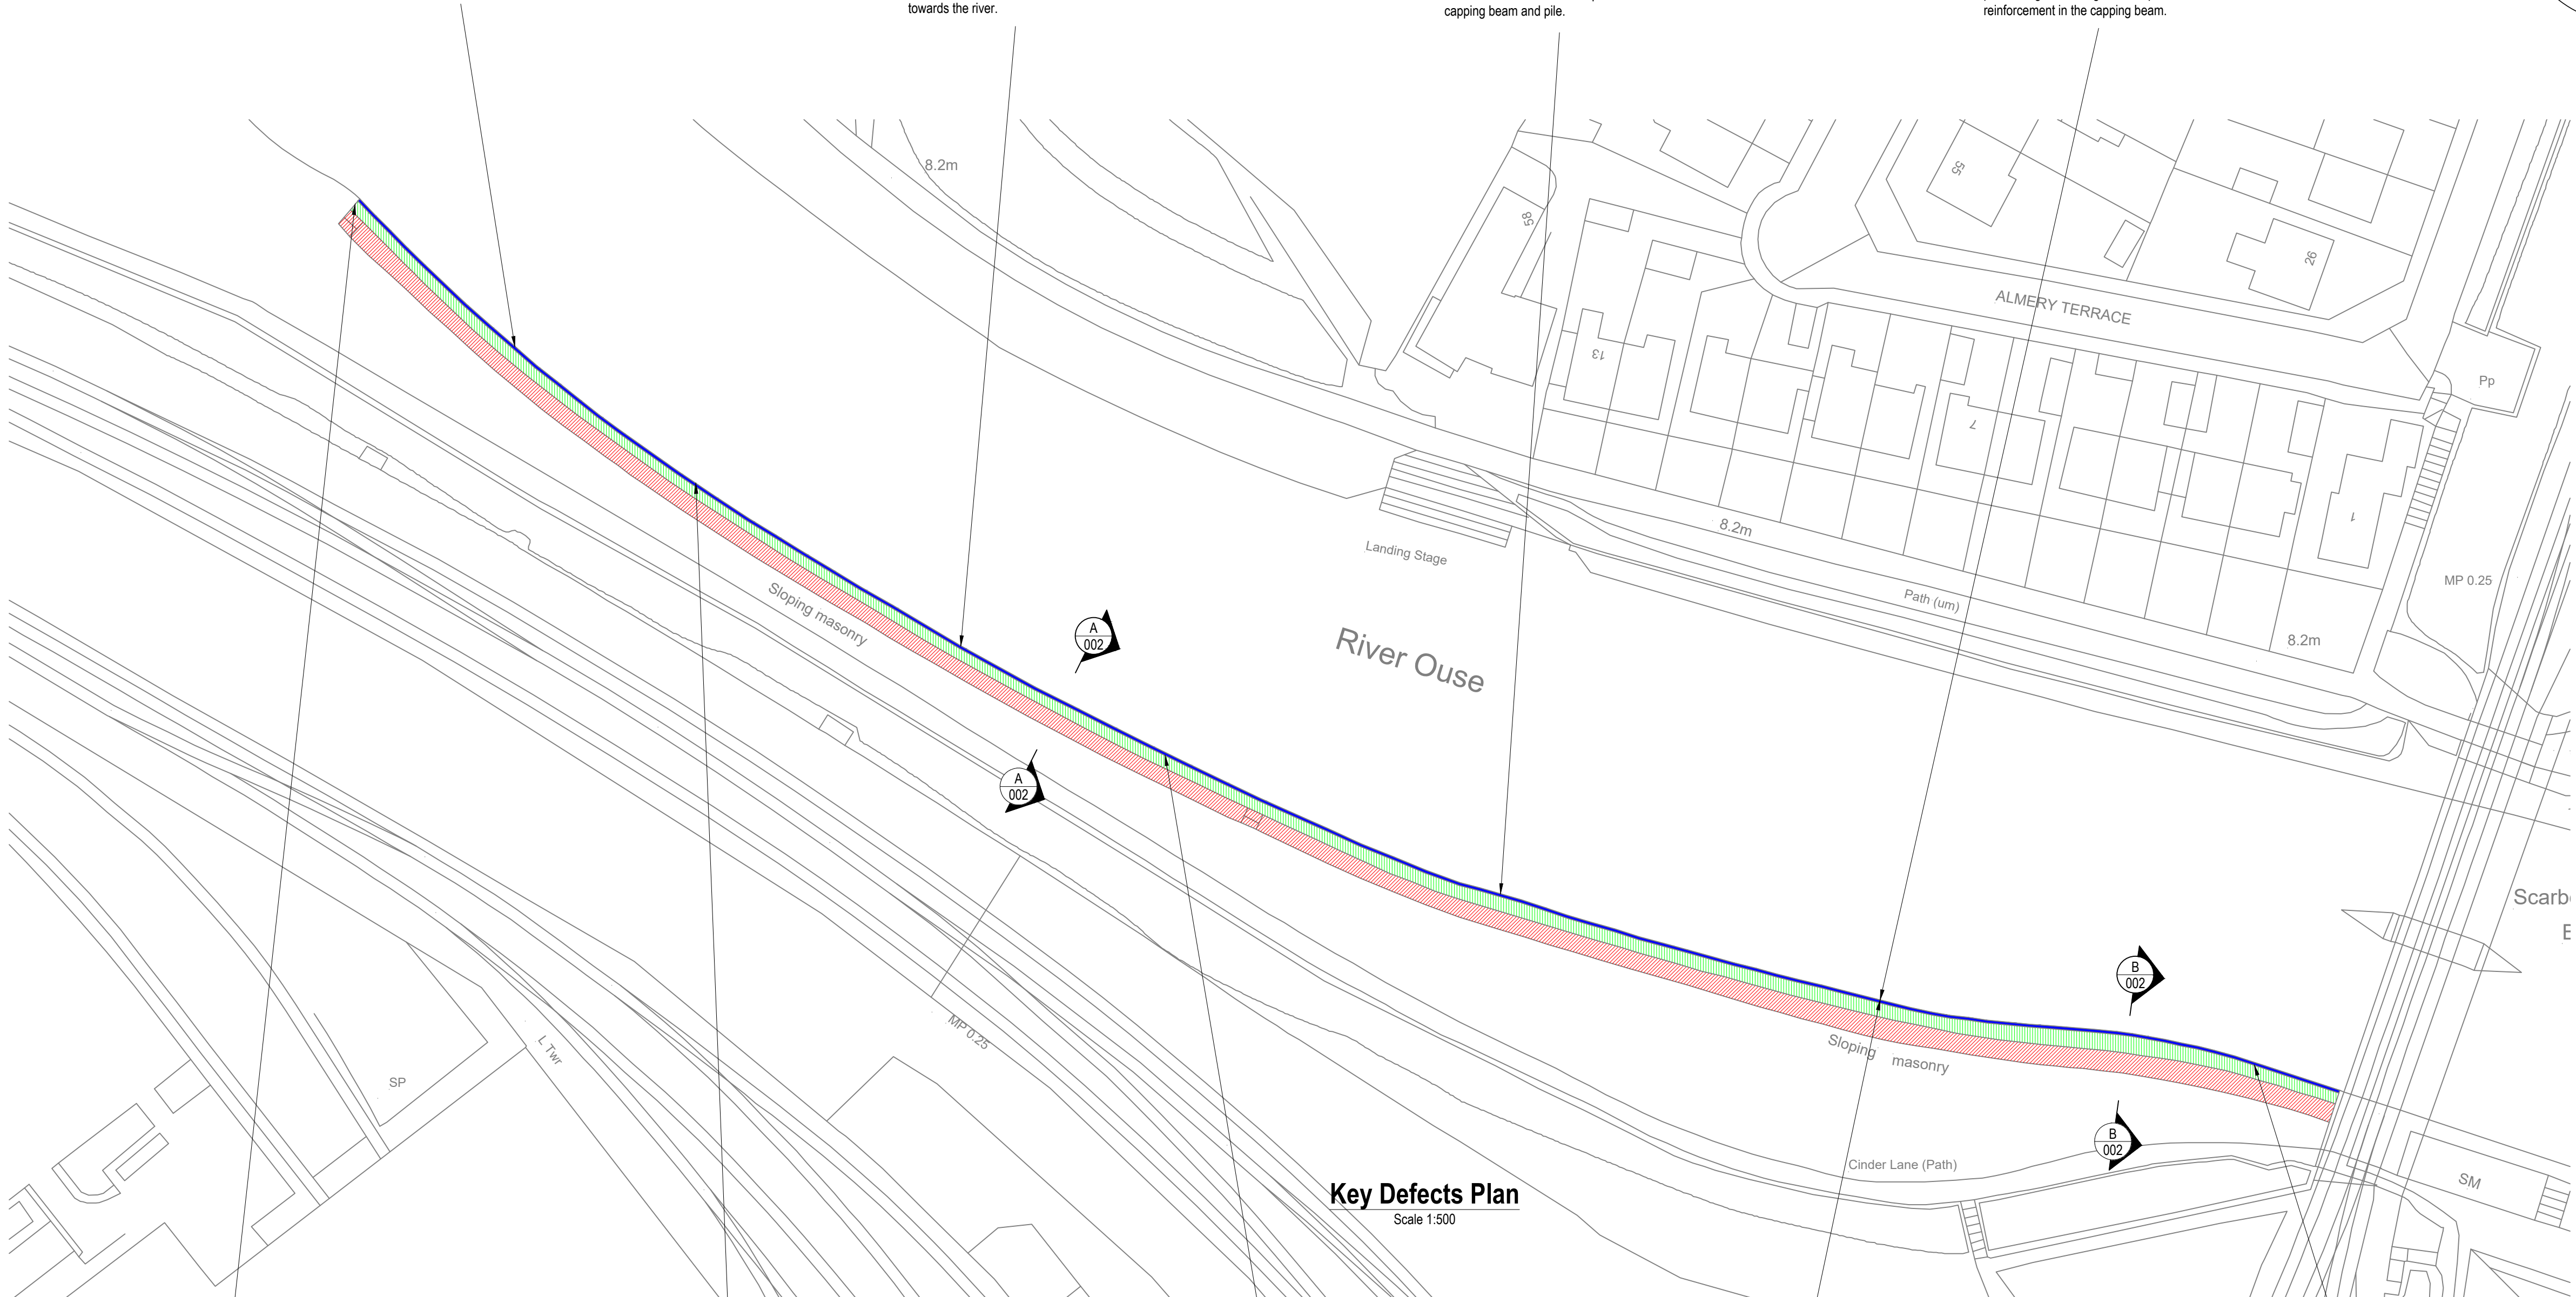 towards the river.
capping beam and pile.
reinforcement in the capping beam.
8.2m
58
55
26
ALMERY TERRACE
13
7
1
Pp
8.2m
Landing Stage
MP 0.25
Path (um)
8.2m
Sloping masonry
A
002
River Ouse
A
002
Scarb
B
002
MP 0.25
L Twr
SP
Sloping masonry
B
002
Cinder Lane (Path)
SM
Key Defects Plan
Scale 1:500